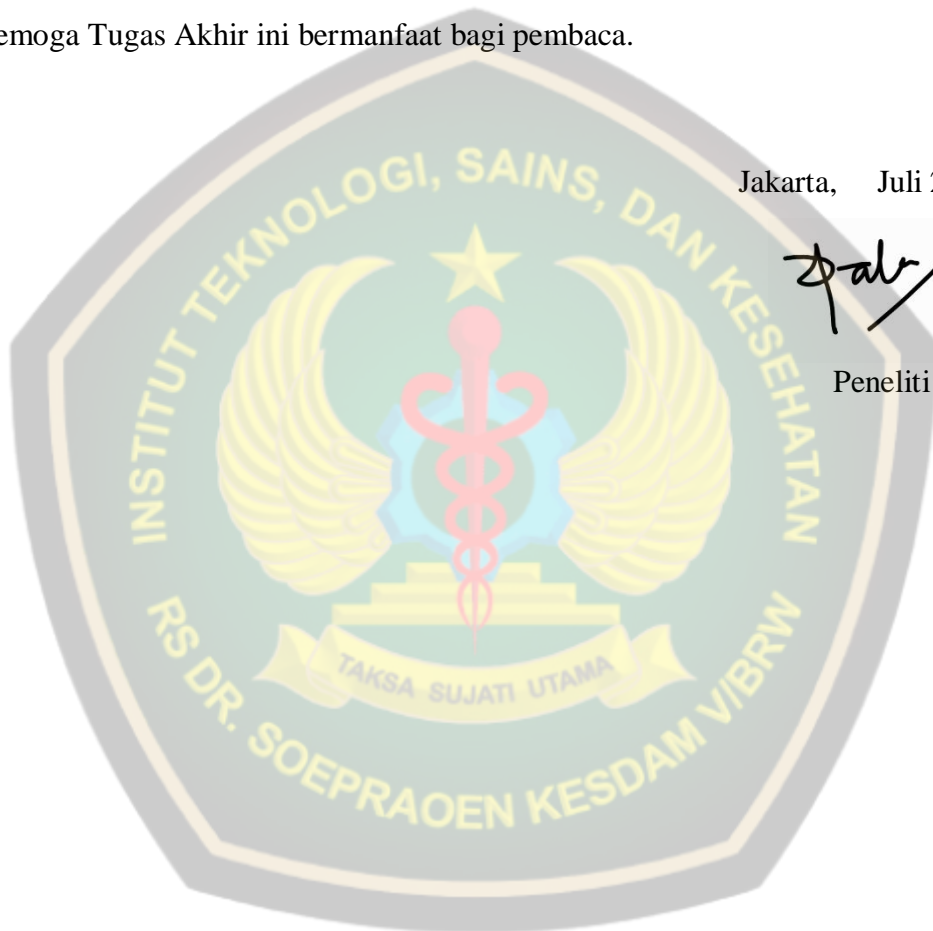 emoga Tugas Akhir ini bermanfaat bagi pembaca.
Jakarta, Juli 2
Peneliti
INSTITUT TEKNOLOGI, SAINS, DAN KESEHATAN
TAKSA SUJATI UTAMA
RS DR. SOEPRAOEN KESDAM V/BRW